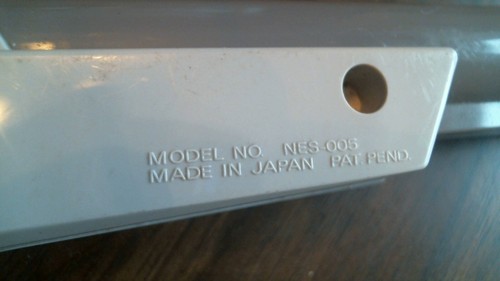 MODEL NO. NES-005
MADE IN JAPAN PAT. PEND.